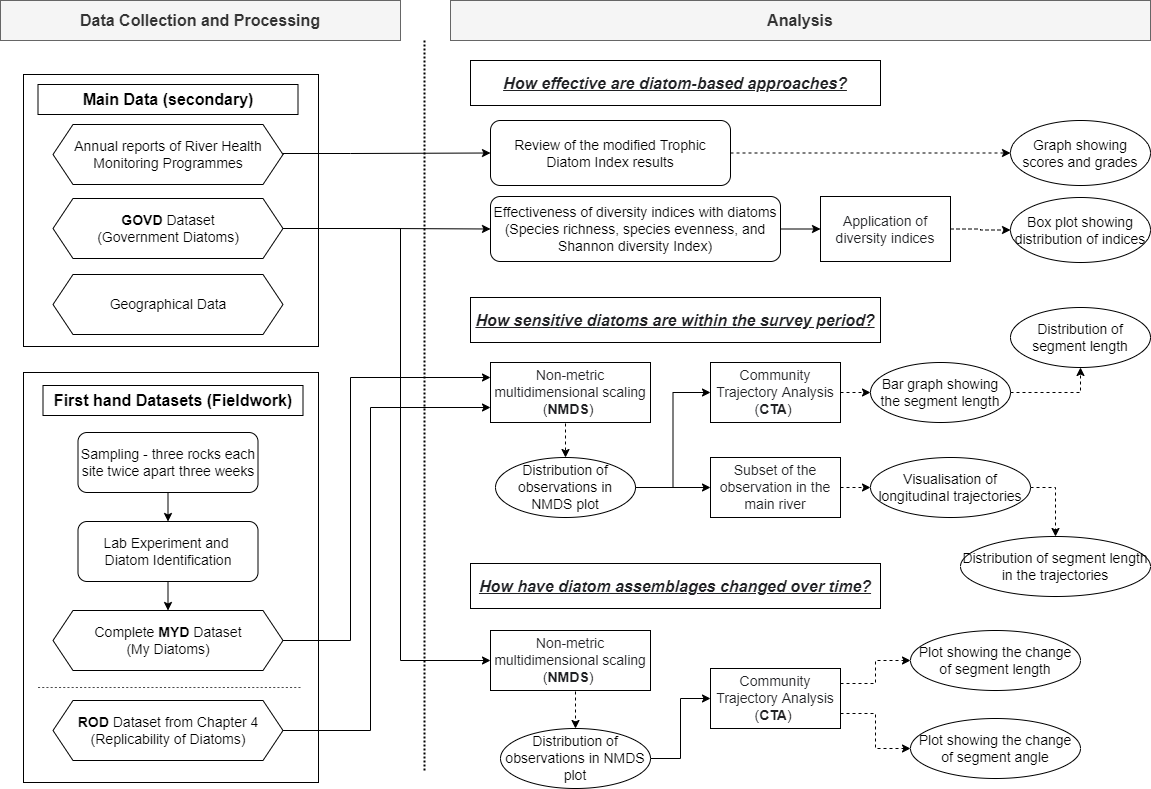 Data Collection and Processing
Analysis
Main Data (secondary)
Annual reports of River Health
Monitoring Programmes
GOVD Dataset
(Government Diatoms)
Geographical Data
First hand Datasets (Fieldwork)
Sampling - three rocks each
site twice apart three weeks
Lab Experiment and
Diatom Identification
Complete MYD Dataset
(My Diatoms)
ROD Dataset from Chapter 4
(Replicability of Diatoms)
How effective are diatom-based approaches?
Review of the modified Trophic
Diatom Index results
Graph showing
scores and grades
Effectiveness of diversity indices with diatoms
(Species richness, species evenness, and
Shannon diversity Index)
Application of
diversity indices
Box plot showing
distribution of indices
How sensitive diatoms are within the survey period?
Non-metric
multidimensional scaling
(NMDS)
Distribution of
observations in
NMDS plot
Community
Trajectory Analysis
(CTA)
Bar graph showing
the segment length
Distribution of
segment length
Subset of the
observation in the
main river
Visualisation of
longitudinal trajectories
Distribution of segment length
in the trajectories
How have diatom assemblages changed over time?
Non-metric
multidimensional scaling
(NMDS)
Distribution of
observations in NMDS
plot
Community
Trajectory Analysis
(CTA)
Plot showing the change
of segment length
Plot showing the change
of segment angle